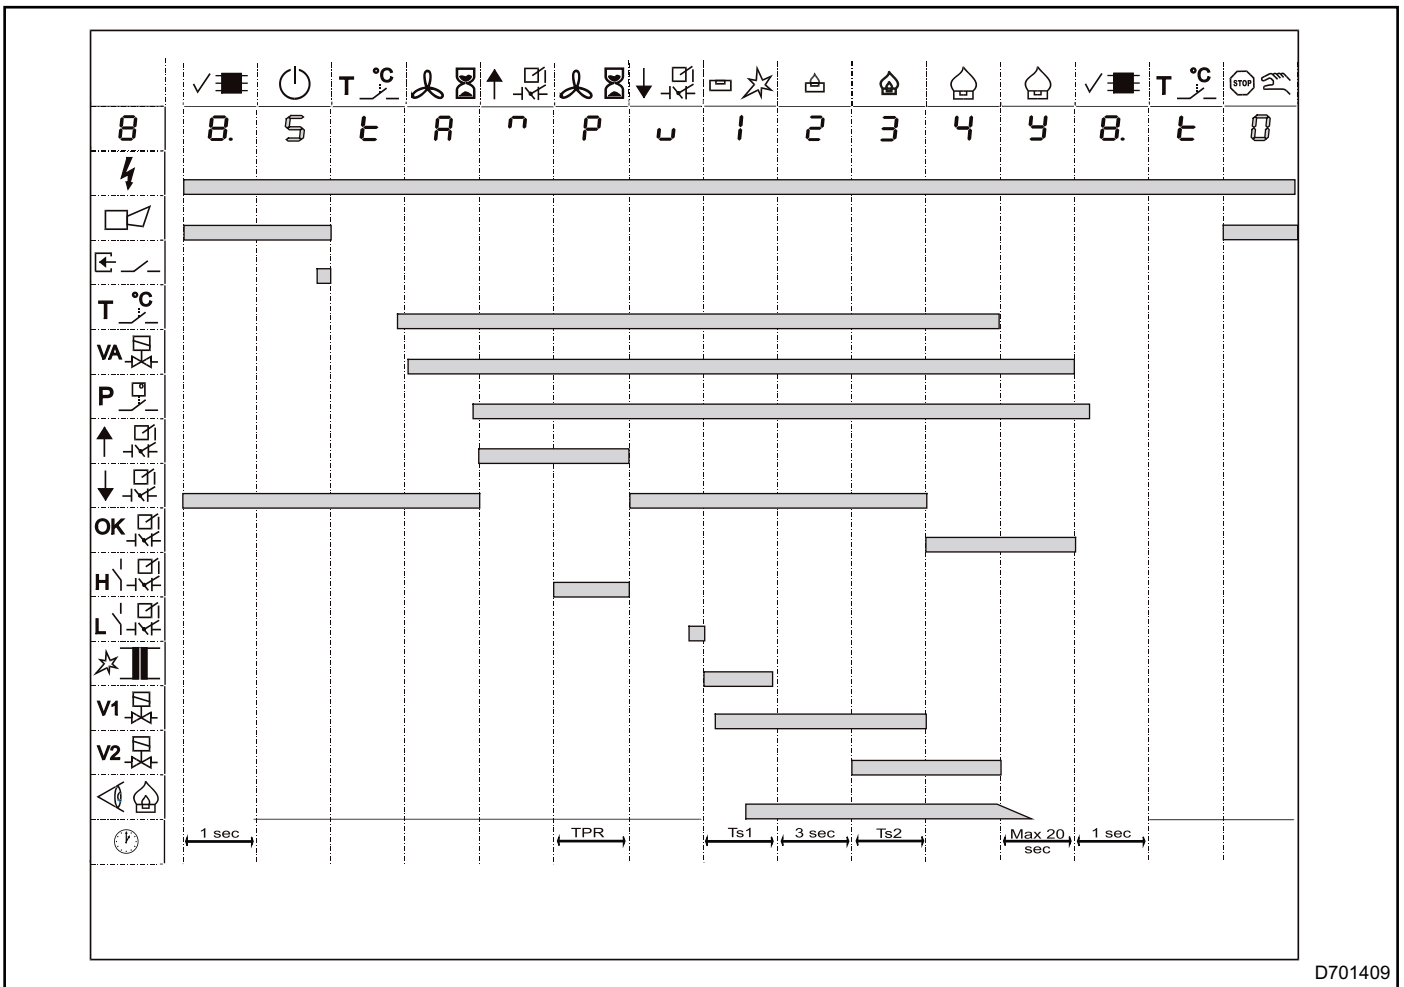 T °C T °C STOP
8 8. 5 t A n P u 1 2 3 4 y 8. t 0
T °C
VA
P
OK
H
L
V1
V2
1 sec TPR Ts1 3 sec Ts2 Max 20 sec 1 sec
D701409